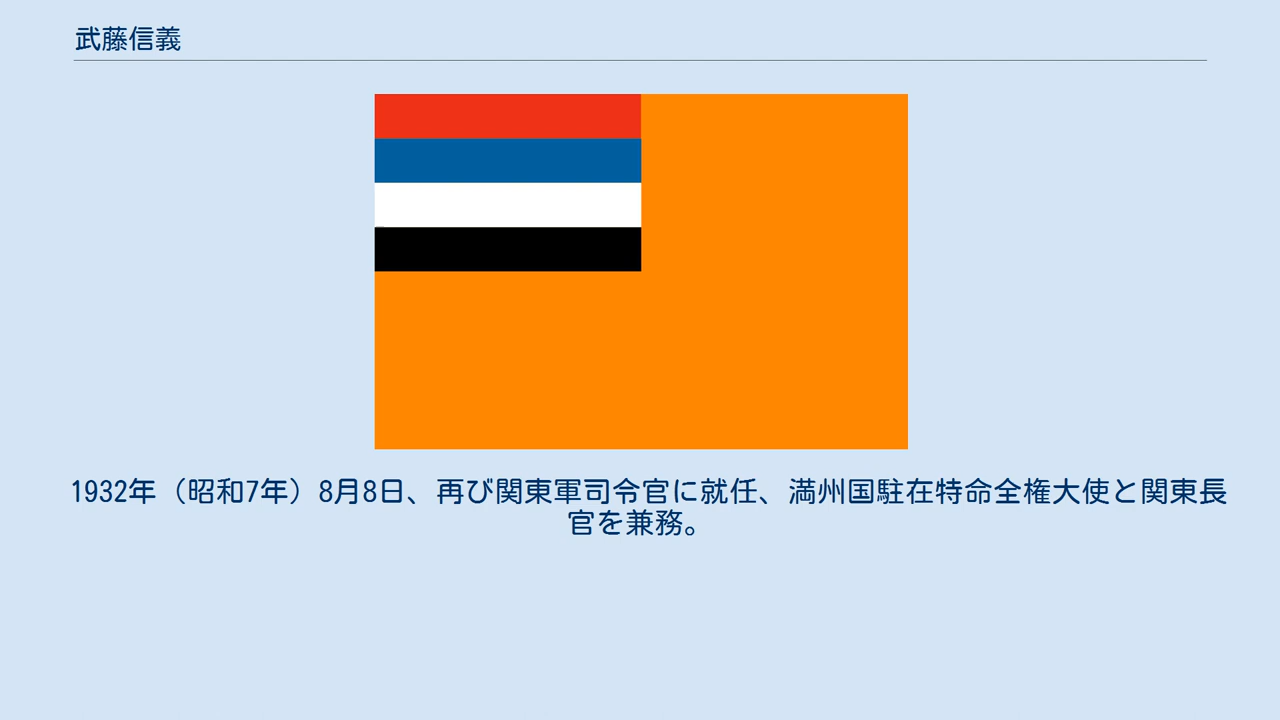 武藤信義
1932年（昭和7年）8月8日、再び関東軍司令官に就任、満州国駐在特命全権大使と関東長
官を兼務。